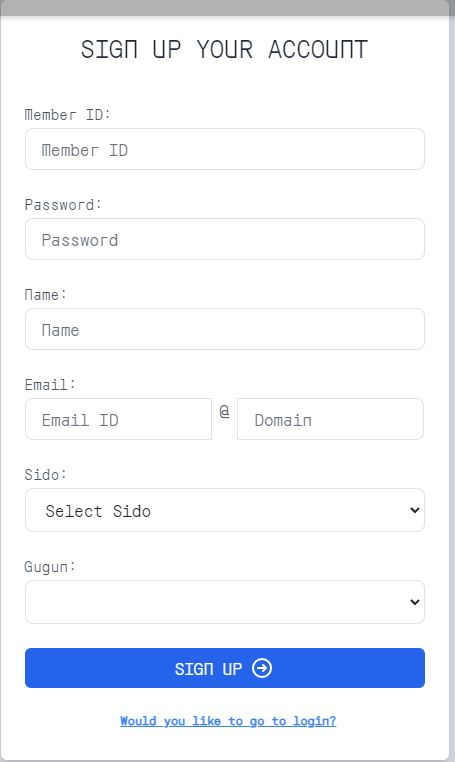 SIGN UP YOUR ACCOUNT
Member ID:
Member ID
Password:
Password
Name:
Name
Email:
Email ID @ Domain
Sido:
Select Sido
Gugun:
SIGN UP
Would you like to go to login?